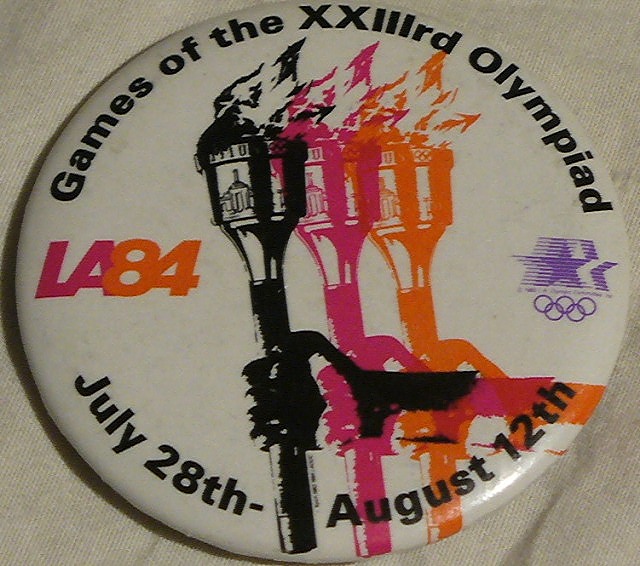 Games of the XXIIIrd Olympiad
LA84
July 28th- August 12th